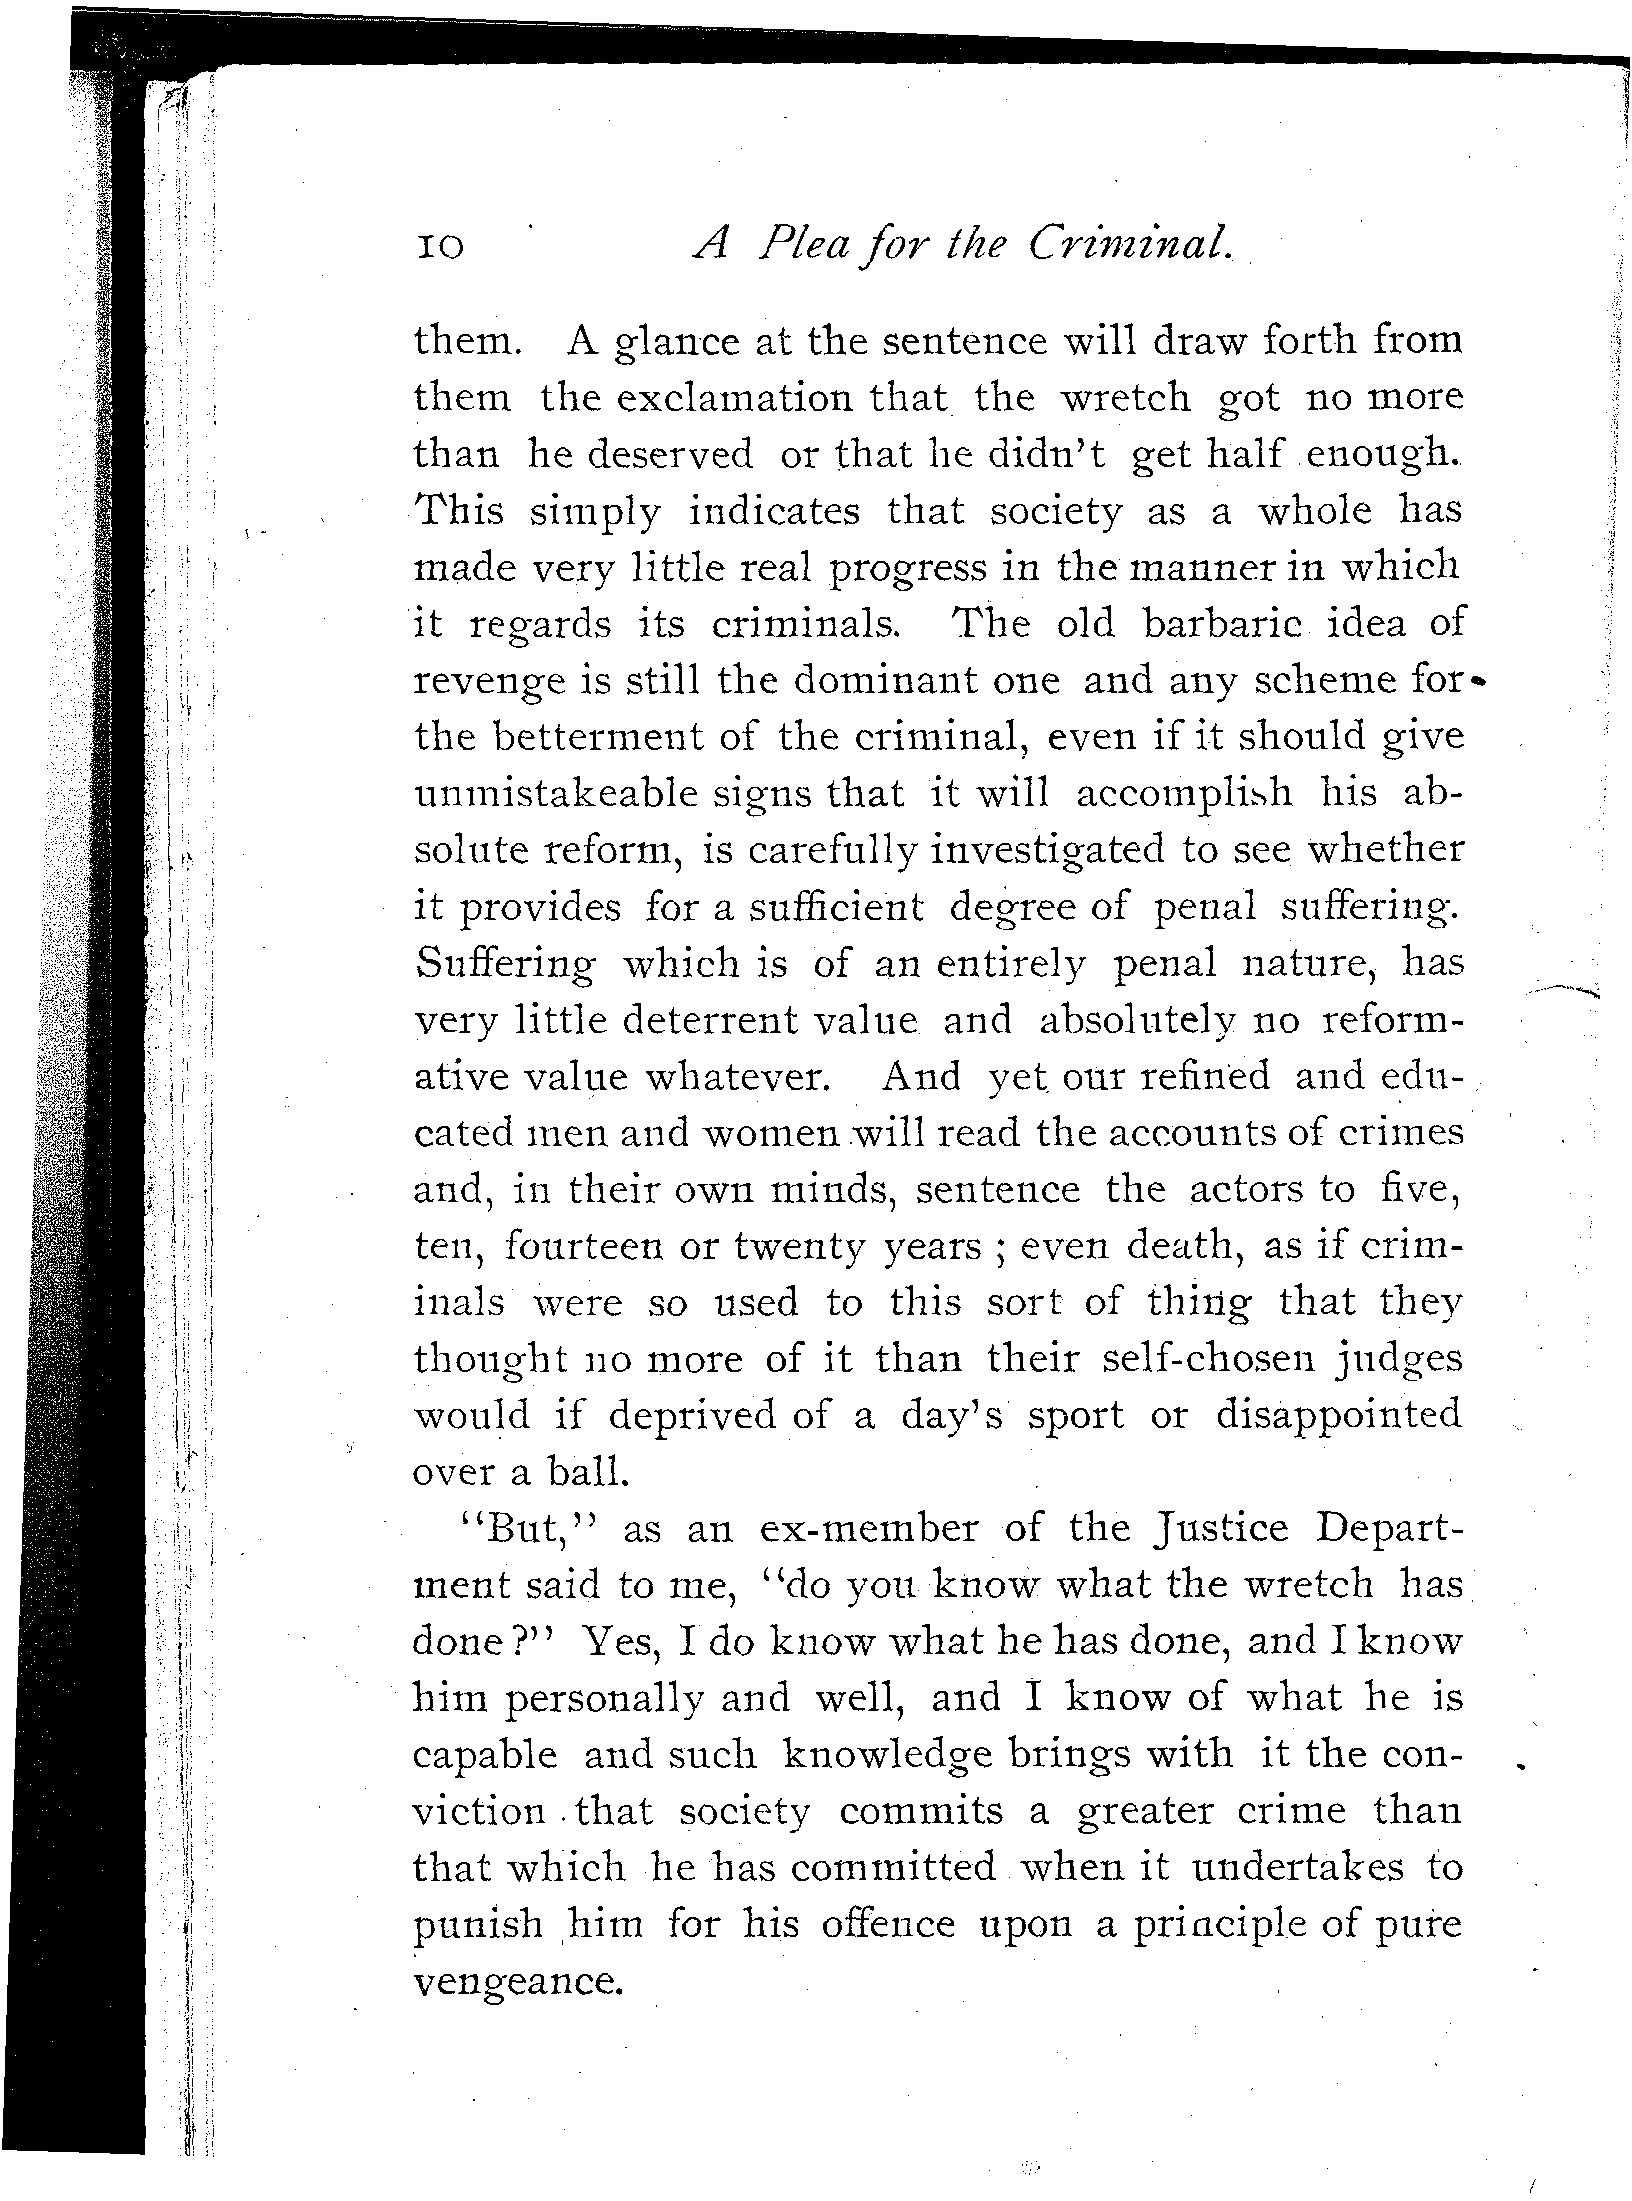 10 A Plea for the Criminal.
them. A glance at the sentence will draw forth from
them the exclamation that the wretch got no more
than he deserved or that he didn't get half enough.
This simply indicates that society as a whole has
made very little real progress in the manner in which
it regards its criminals. The old barbaric idea of
revenge is still the dominant one and any scheme for
the betterment of the criminal, even if it should give
unmistakeable signs that it will accomplish his ab-
solute reform, is carefully investigated to see whether
it provides for a sufficient degree of penal suffering.
Suffering which is of an entirely penal nature, has
very little deterrent value and absolutely no reform-
ative value whatever. And yet our refined and edu-
cated men and women will read the accounts of crimes
and, in their own minds, sentence the actors to five,
ten, fourteen or twenty years ; even death, as if crim-
inals were so used to this sort of thing that they
thought no more of it than their self-chosen judges
would if deprived of a day's sport or disappointed
over a ball.
"But," as an ex-member of the Justice Depart-
ment said to me, "do you know what the wretch has
done?" Yes, I do know what he has done, and I know
him personally and well, and I know of what he is
capable and such knowledge brings with it the con-
viction that society commits a greater crime than
that which he has committed when it undertakes to
punish him for his offence upon a principle of pure
vengeance.